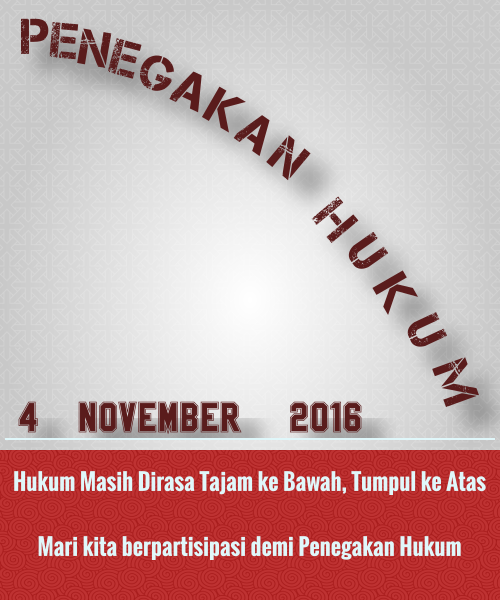 PENEGAKAN HUKUM
4 NOVEMBER 2016
Hukum Masih Dirasa Tajam ke Bawah, Tumpul ke Atas
Mari kita berpartisipasi demi Penegakan Hukum